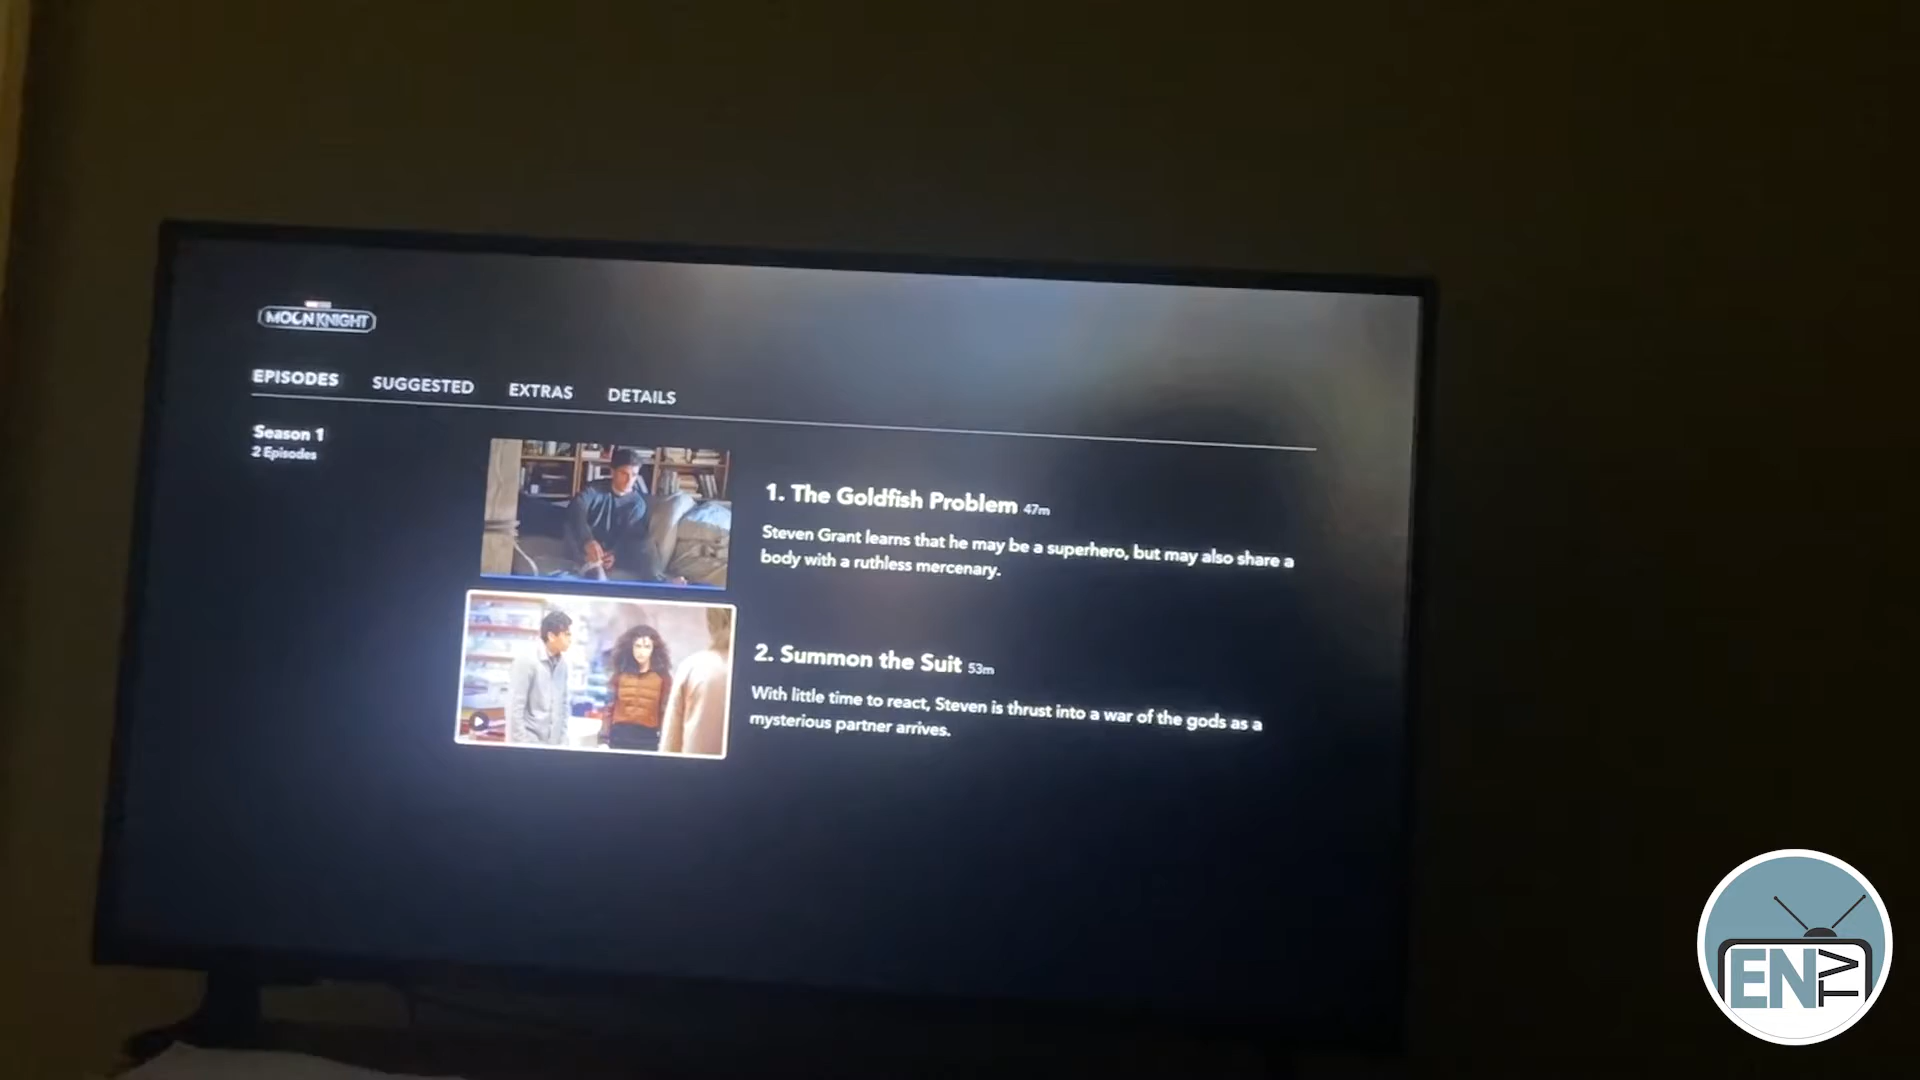 MOON KNIGHT
EPISODES SUGGESTED EXTRAS DETAILS
Season 1
2 Episodes
1. The Goldfish Problem 47m
Steven Grant learns that he may be a superhero, but may also share a
body with a ruthless mercenary.
2. Summon the Suit 53m
With little time to react, Steven is thrust into a war of the gods as a
mysterious partner arrives.
EN TV